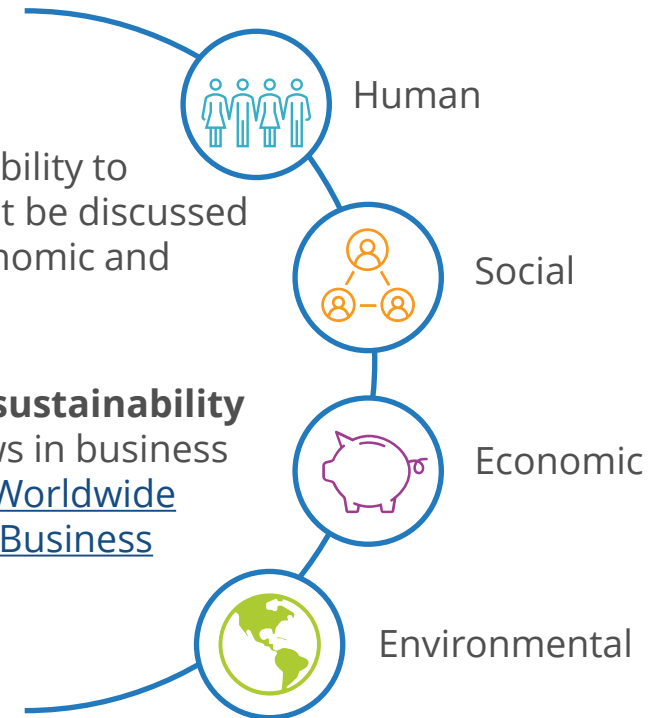 Human
bility to
t be discussed
nomic and
Social
sustainability
ws in business
Worldwide
Business
Economic
Environmental